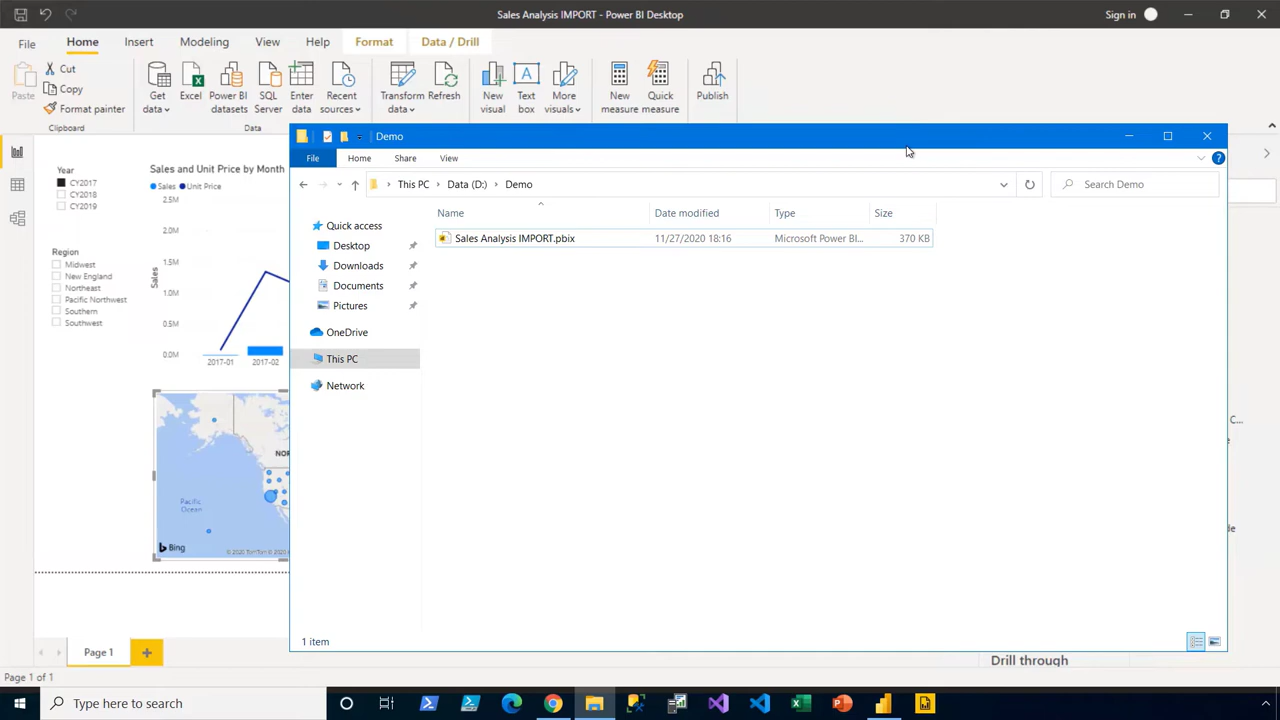 Sales Analysis IMPORT - Power BI Desktop
Sign in
File
Home
Insert
Modeling
View
Help
Format
Data / Drill
Paste
Cut
Copy
Format painter
Get data
Excel
Power BI datasets
SQL Server
Enter data
Recent sources
Transform data
Refresh
New visual
Text box
More visuals
New measure
Quick measure
Publish
Clipboard
Data
Year
CY2017
CY2018
CY2019
Region
Midwest
New England
Northeast
Pacific Northwest
Southern
Southwest
Sales and Unit Price by Month
Sales
Unit Price
2.5M
2.0M
1.5M
1.0M
0.5M
0.0M
Sales
2017-01
2017-02
NOR
Pacific Ocean
Bing
© 2020 TomTom ©
Demo
File
Home
Share
View
This PC
Data (D:)
Demo
Search Demo
Quick access
Desktop
Downloads
Documents
Pictures
OneDrive
This PC
Network
Name
Date modified
Type
Size
Sales Analysis IMPORT.pbix
11/27/2020 18:16
Microsoft Power BI...
370 KB
1 item
C...
de
Drill through
Page 1
Page 1 of 1
Type here to search